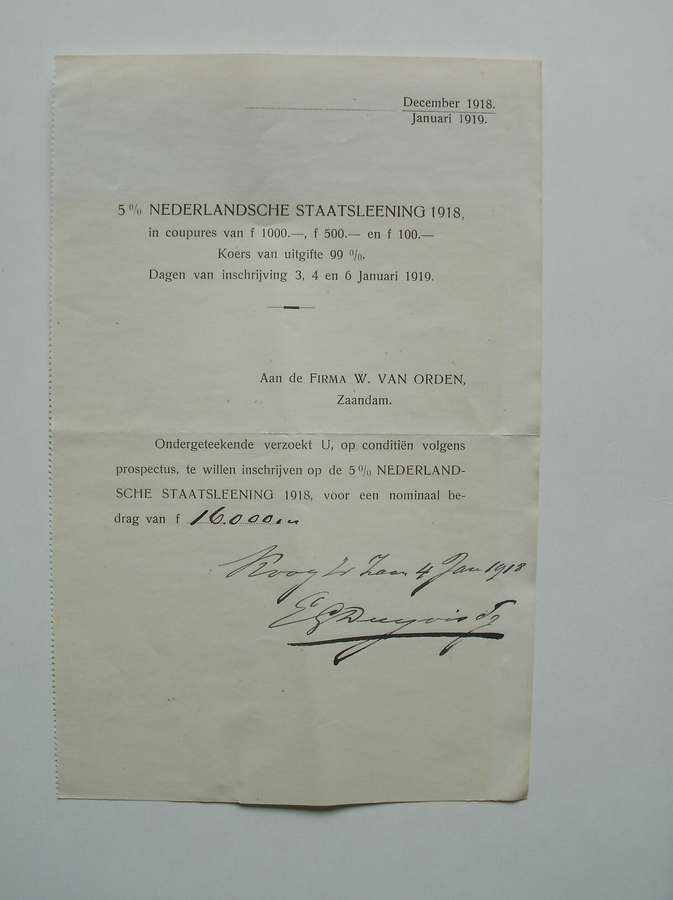 December 1918.
Januari 1919.
5% NEDERLANDSCHE STAATSLEENING 1918,
in coupures van f 1000.—, f 500.— en f 100.—
Koers van uitgifte 99 %.
Dagen van inschrijving 3, 4 en 6 Januari 1919.
Aan de FIRMA W. VAN ORDEN,
Zaandam.
Ondergeteekende verzoekt U, op conditiën volgens
prospectus, te willen inschrijven op de 5% NEDERLAND-
SCHE STAATSLEENING 1918, voor een nominaal be-
drag van f 16.000
Koog Zaan 4 Jan 1918
E G Duyvis